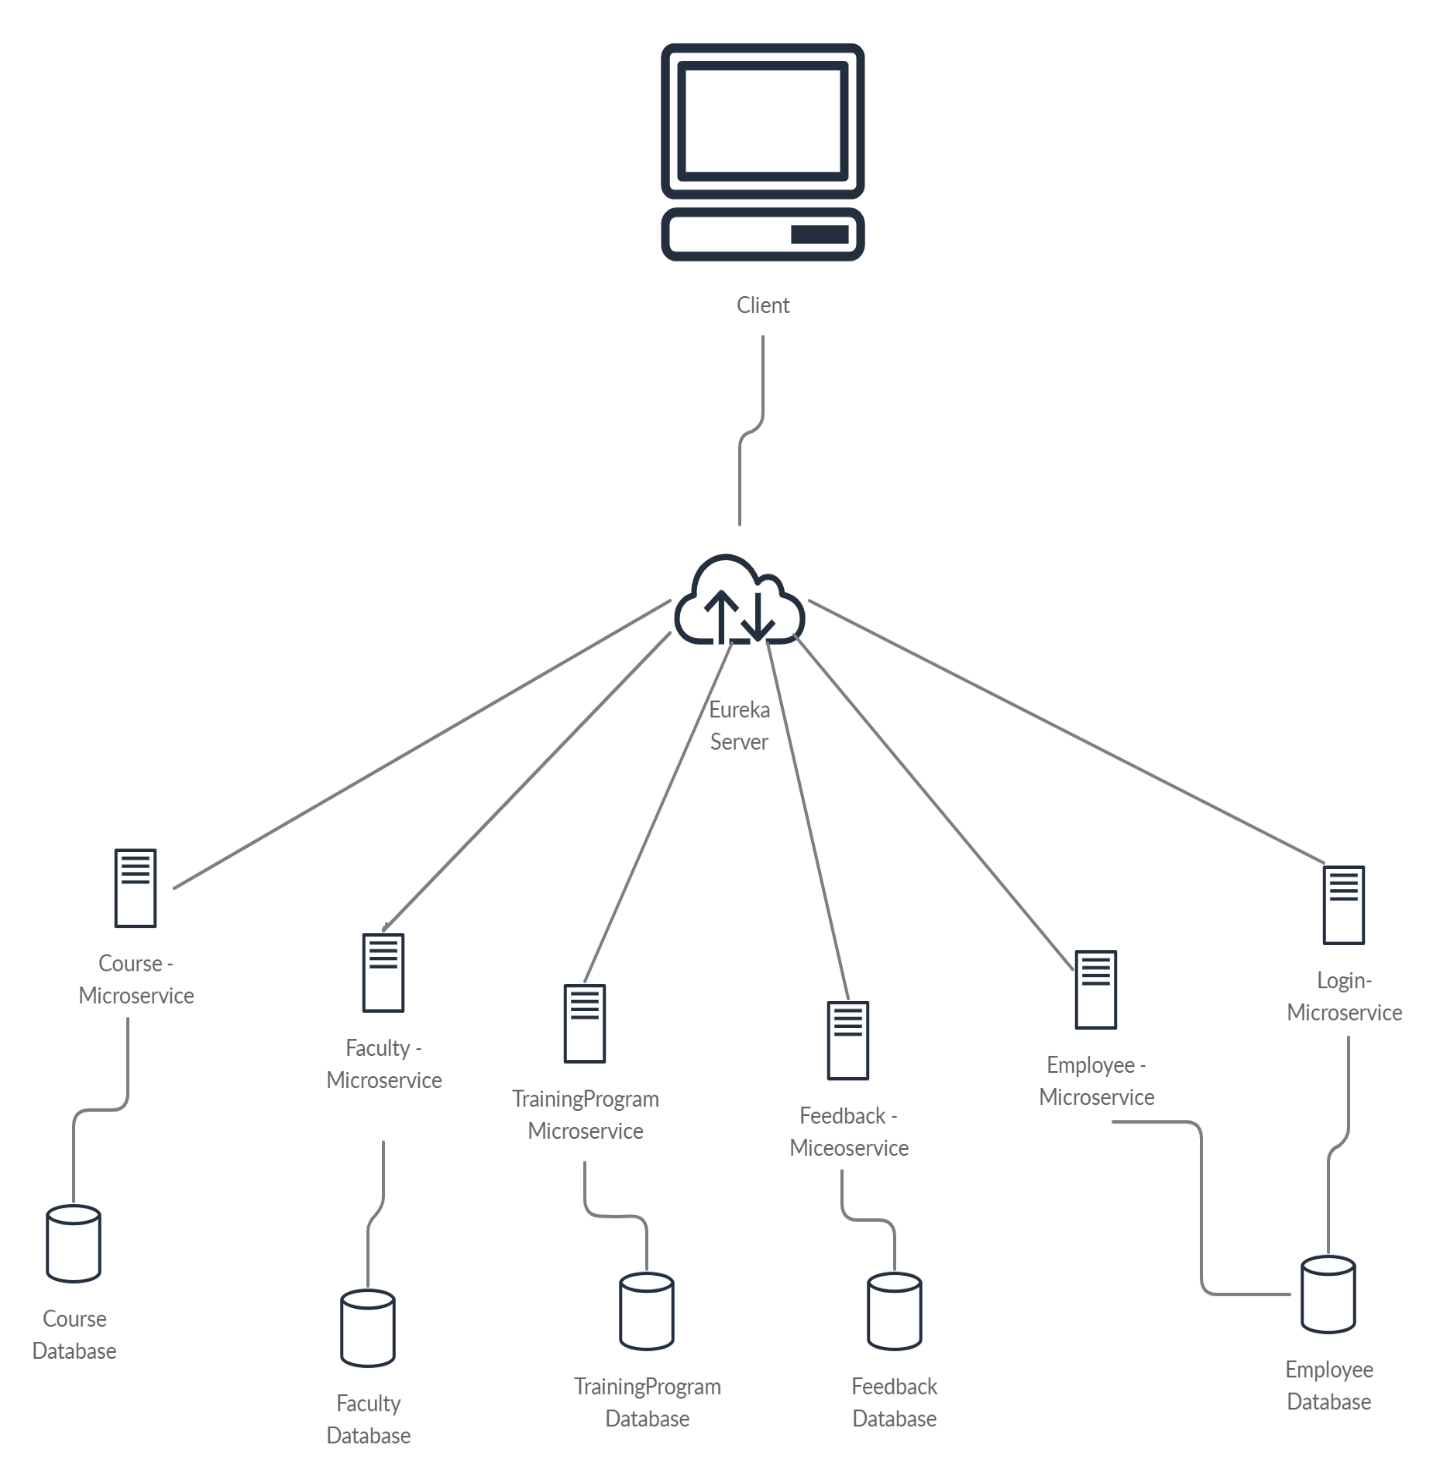 Client
Eureka
Server
Course -
Microservice
Faculty -
Microservice
TrainingProgram
Microservice
Feedback -
Miceoservice
Employee -
Microservice
Login-
Microservice
Course
Database
Faculty
Database
TrainingProgram
Database
Feedback
Database
Employee
Database